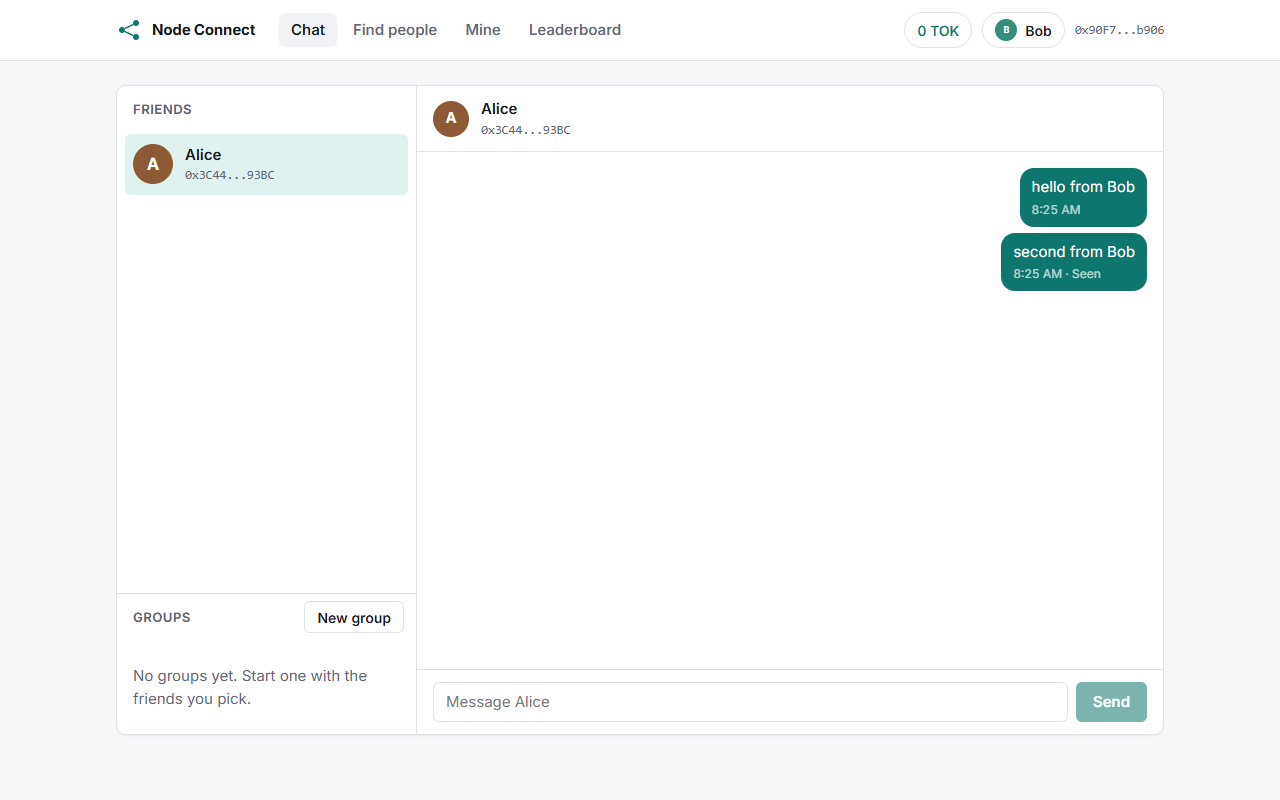 Node Connect
Chat
Find people
Mine
Leaderboard
0 TOK
B
Bob
0x90F7...b906
FRIENDS
A
Alice
0x3C44...93BC
GROUPS
New group
No groups yet. Start one with the
friends you pick.
A
Alice
0x3C44...93BC
hello from Bob
8:25 AM
second from Bob
8:25 AM · Seen
Message Alice
Send